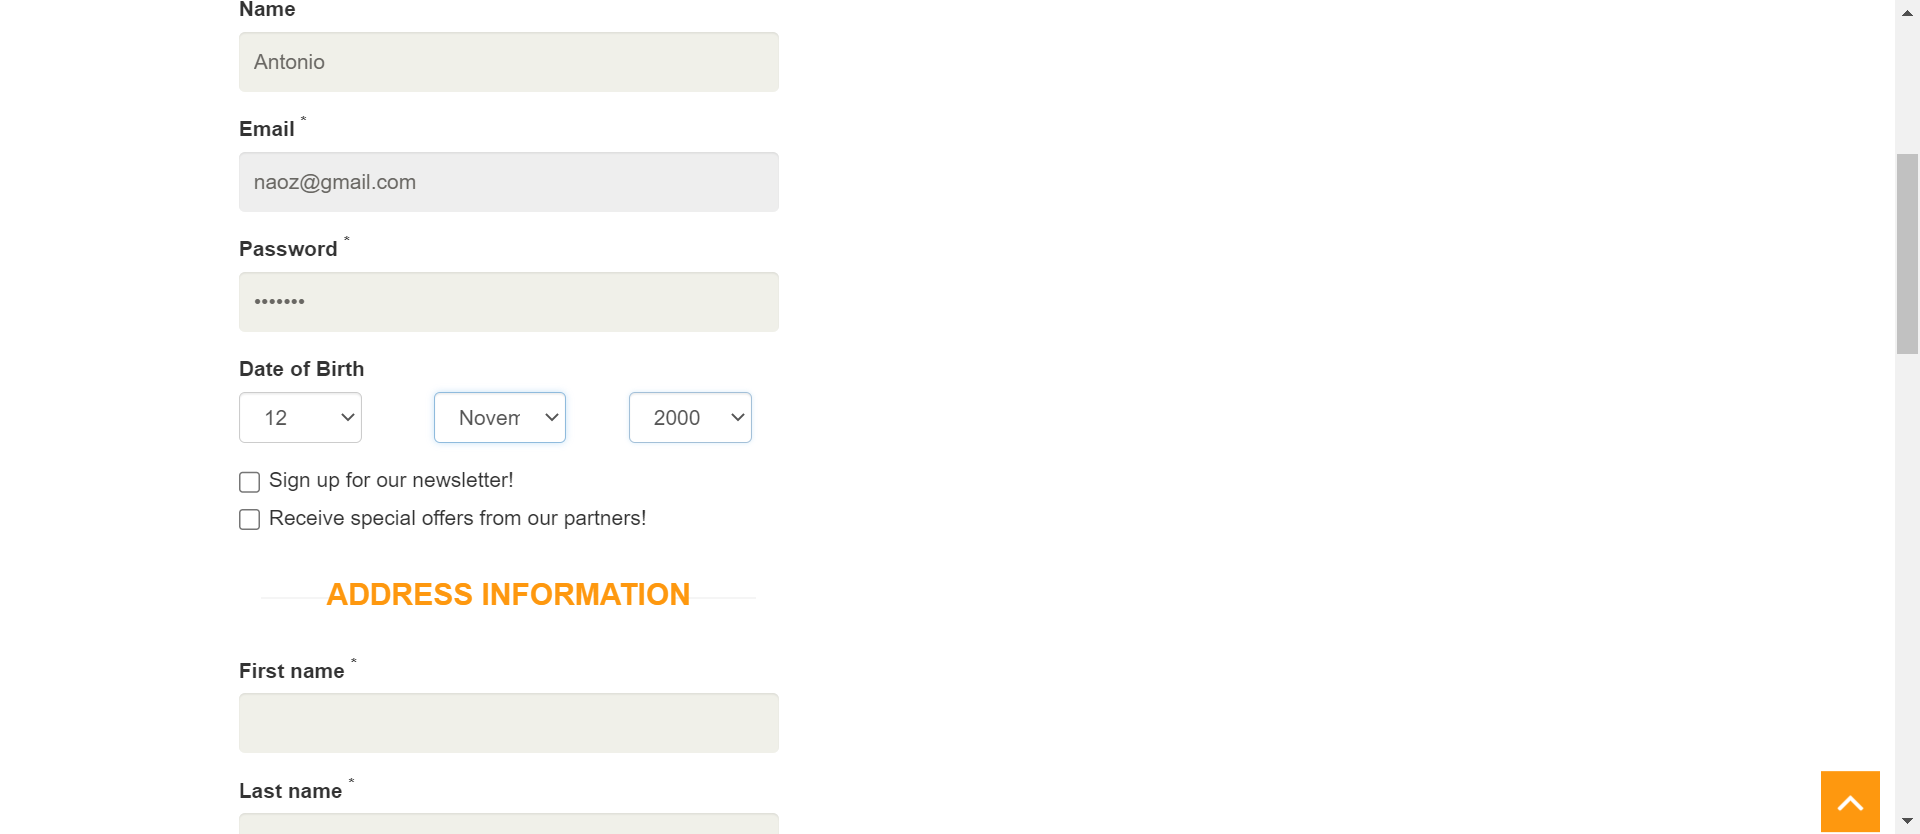 Name
Antonio
Email *
naoz@gmail.com
Password *
•••••••
Date of Birth
12 Novem 2000
Sign up for our newsletter!
Receive special offers from our partners!
ADDRESS INFORMATION
First name *
Last name *